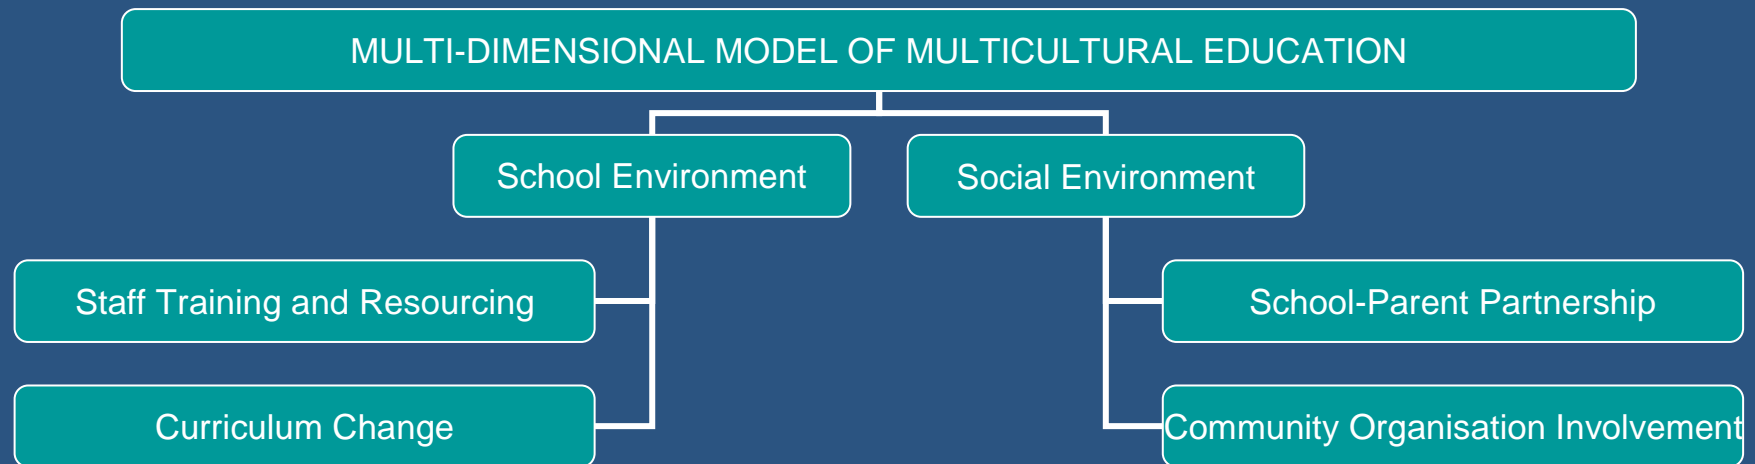 MULTI-DIMENSIONAL MODEL OF MULTICULTURAL EDUCATION
School Environment
Social Environment
Staff Training and Resourcing
School-Parent Partnership
Curriculum Change
Community Organisation Involvement